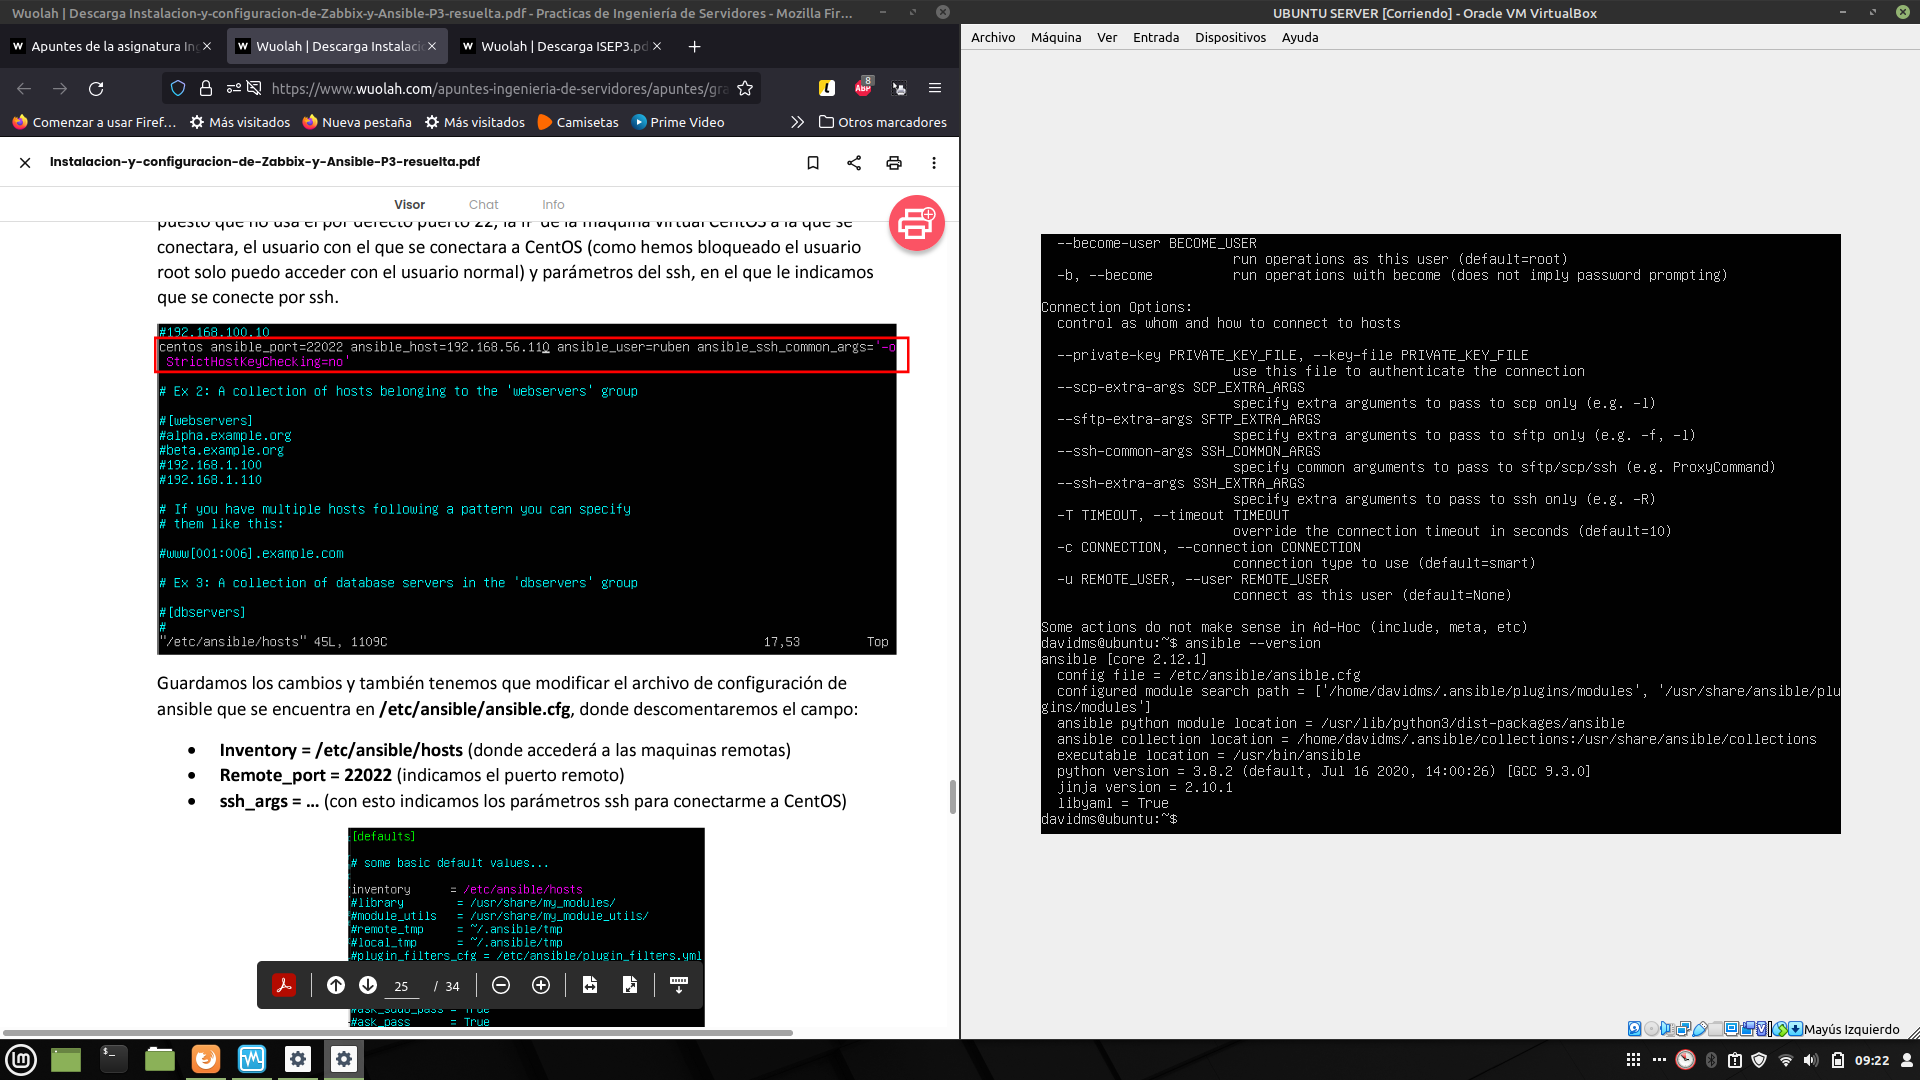 Wuolah | Descarga Instalacion-y-configuracion-de-Zabbix-y-Ansible-P3-resuelta.pdf - Practicas de Ingeniería de Servidores - Mozilla Fir...
Apuntes de la asignatura In
Wuolah | Descarga Instalaci
Wuolah | Descarga ISEP3.pd
https://www.wuolah.com/apuntes-ingenieria-de-servidores/apuntes/gra
8
ABP
Comenzar a usar Firef...
Más visitados
Nueva pestaña
Más visitados
Camisetas
Prime Video
Otros marcadores
Instalacion-y-configuracion-de-Zabbix-y-Ansible-P3-resuelta.pdf
Visor Chat Info
puesto que no usa el por defecto puerto 22, la IP de la maquina virtual CentOS a la que se
conectara, el usuario con el que se conectara a CentOS (como hemos bloqueado el usuario
root solo puedo acceder con el usuario normal) y parámetros del ssh, en el que le indicamos
que se conecte por ssh.
#192.168.100.10
centos ansible_port=22022 ansible_host=192.168.56.110 ansible_user=ruben ansible_ssh_common_args='-o
StrictHostKeyChecking=no'
# Ex 2: A collection of hosts belonging to the 'webservers' group
#[webservers]
#alpha.example.org
#beta.example.org
#192.168.1.100
#192.168.1.110
# If you have multiple hosts following a pattern you can specify
# them like this:
#www[001:006].example.com
# Ex 3: A collection of database servers in the 'dbservers' group
#[dbservers]
#
"/etc/ansible/hosts" 45L, 1109C 17,53 Top
Guardamos los cambios y también tenemos que modificar el archivo de configuración de
ansible que se encuentra en /etc/ansible/ansible.cfg, donde descomentaremos el campo:
• Inventory = /etc/ansible/hosts (donde accederá a las maquinas remotas)
• Remote_port = 22022 (indicamos el puerto remoto)
• ssh_args = ... (con esto indicamos los parámetros ssh para conectarme a CentOS)
[defaults]
# some basic default values...
inventory = /etc/ansible/hosts
#library = /usr/share/my_modules/
#module_utils = /usr/share/my_module_utils/
#remote_tmp = ~/.ansible/tmp
#local_tmp = ~/.ansible/tmp
#plugin_filters_cfg = /etc/ansible/plugin_filters.yml
25 / 34
#ask_sudo_pass = True
#ask_pass = True
UBUNTU SERVER [Corriendo] - Oracle VM VirtualBox
Archivo Máquina Ver Entrada Dispositivos Ayuda
--become-user BECOME_USER
run operations as this user (default=root)
-b, --become run operations with become (does not imply password prompting)
Connection Options:
control as whom and how to connect to hosts
--private-key PRIVATE_KEY_FILE, --key-file PRIVATE_KEY_FILE
use this file to authenticate the connection
--scp-extra-args SCP_EXTRA_ARGS
specify extra arguments to pass to scp only (e.g. -l)
--sftp-extra-args SFTP_EXTRA_ARGS
specify extra arguments to pass to sftp only (e.g. -f, -l)
--ssh-common-args SSH_COMMON_ARGS
specify common arguments to pass to sftp/scp/ssh (e.g. ProxyCommand)
--ssh-extra-args SSH_EXTRA_ARGS
specify extra arguments to pass to ssh only (e.g. -R)
-T TIMEOUT, --timeout TIMEOUT
override the connection timeout in seconds (default=10)
-c CONNECTION, --connection CONNECTION
connection type to use (default=smart)
-u REMOTE_USER, --user REMOTE_USER
connect as this user (default=None)
Some actions do not make sense in Ad-Hoc (include, meta, etc)
davidms@ubuntu:~$ ansible --version
ansible [core 2.12.1]
config file = /etc/ansible/ansible.cfg
configured module search path = ['/home/davidms/.ansible/plugins/modules', '/usr/share/ansible/plu
gins/modules']
ansible python module location = /usr/lib/python3/dist-packages/ansible
ansible collection location = /home/davidms/.ansible/collections:/usr/share/ansible/collections
executable location = /usr/bin/ansible
python version = 3.8.2 (default, Jul 16 2020, 14:00:26) [GCC 9.3.0]
jinja version = 2.10.1
libyaml = True
davidms@ubuntu:~$
Mayús Izquierdo
09:22